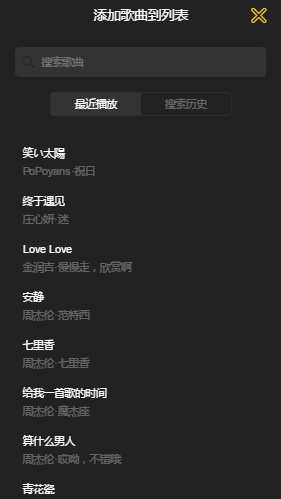 添加歌曲到列表
搜索歌曲
最近播放 搜索历史
笑い太陽
PoPoyans·祝日
终于遇见
庄心妍·迷
Love Love
金润吉·慢慢走，欣赏啊
安静
周杰伦·范特西
七里香
周杰伦·七里香
给我一首歌的时间
周杰伦·魔杰座
算什么男人
周杰伦·哎呦，不错哦
青花瓷